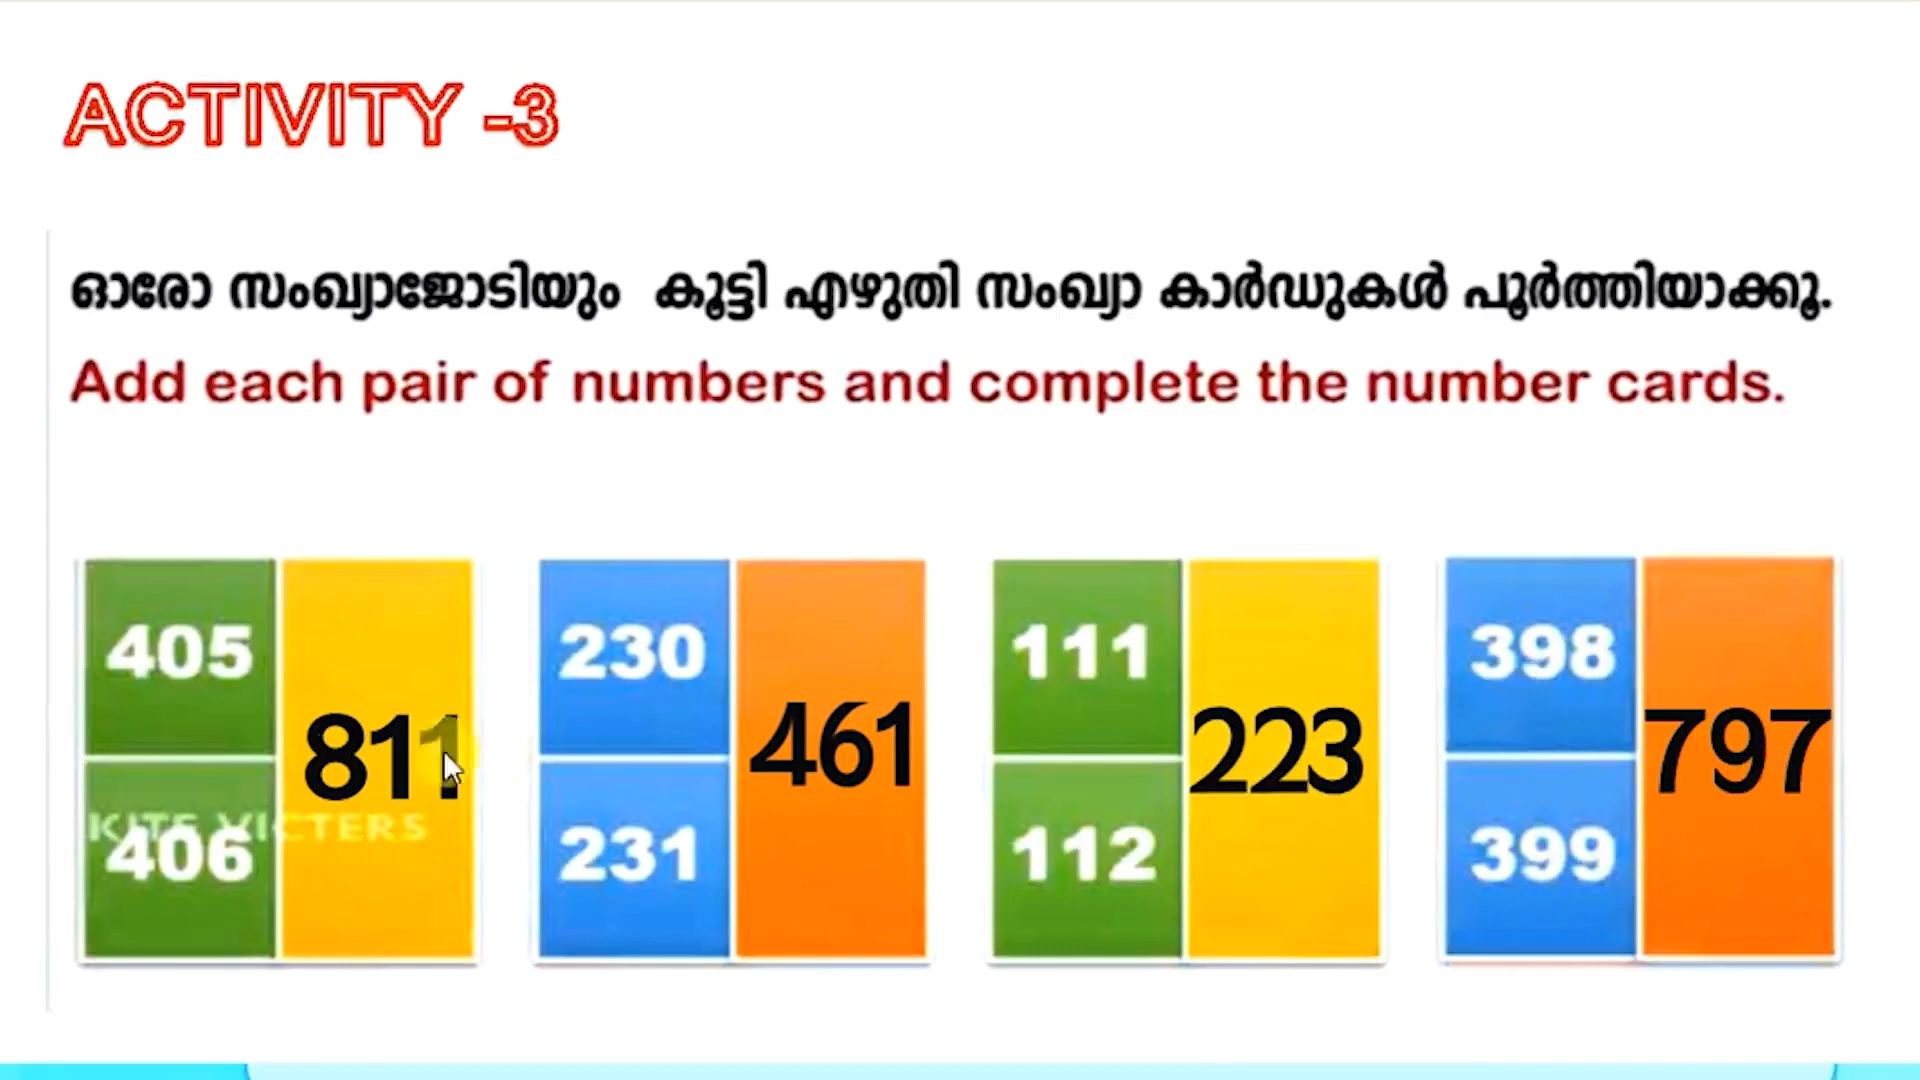 ACTIVITY -3
ഓരോ സംഖ്യാജോടിയും കൂട്ടി എഴുതി സംഖ്യാ കാർഡുകൾ പൂർത്തിയാക്കൂ.
Add each pair of numbers and complete the number cards.
405 230 111 398
811 461 223 797
KITE VICTERS
406 231 112 399